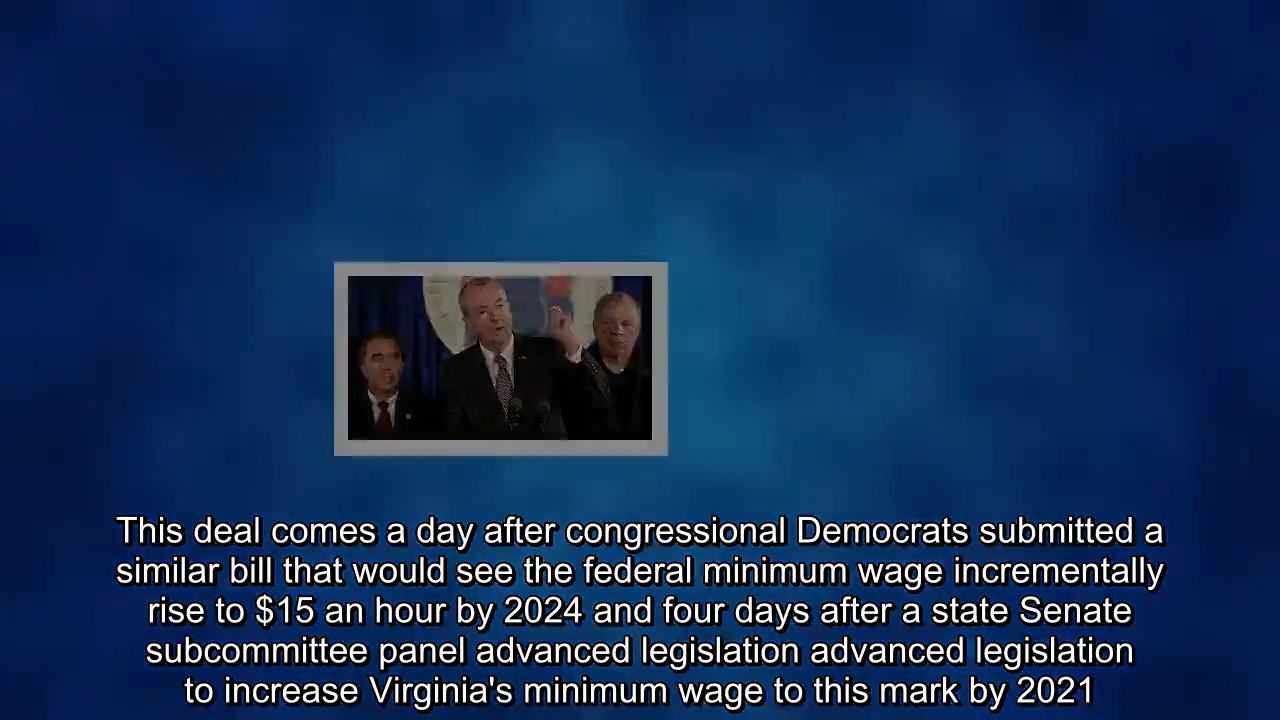 This deal comes a day after congressional Democrats submitted a
similar bill that would see the federal minimum wage incrementally
rise to $15 an hour by 2024 and four days after a state Senate
subcommittee panel advanced legislation advanced legislation
to increase Virginia's minimum wage to this mark by 2021